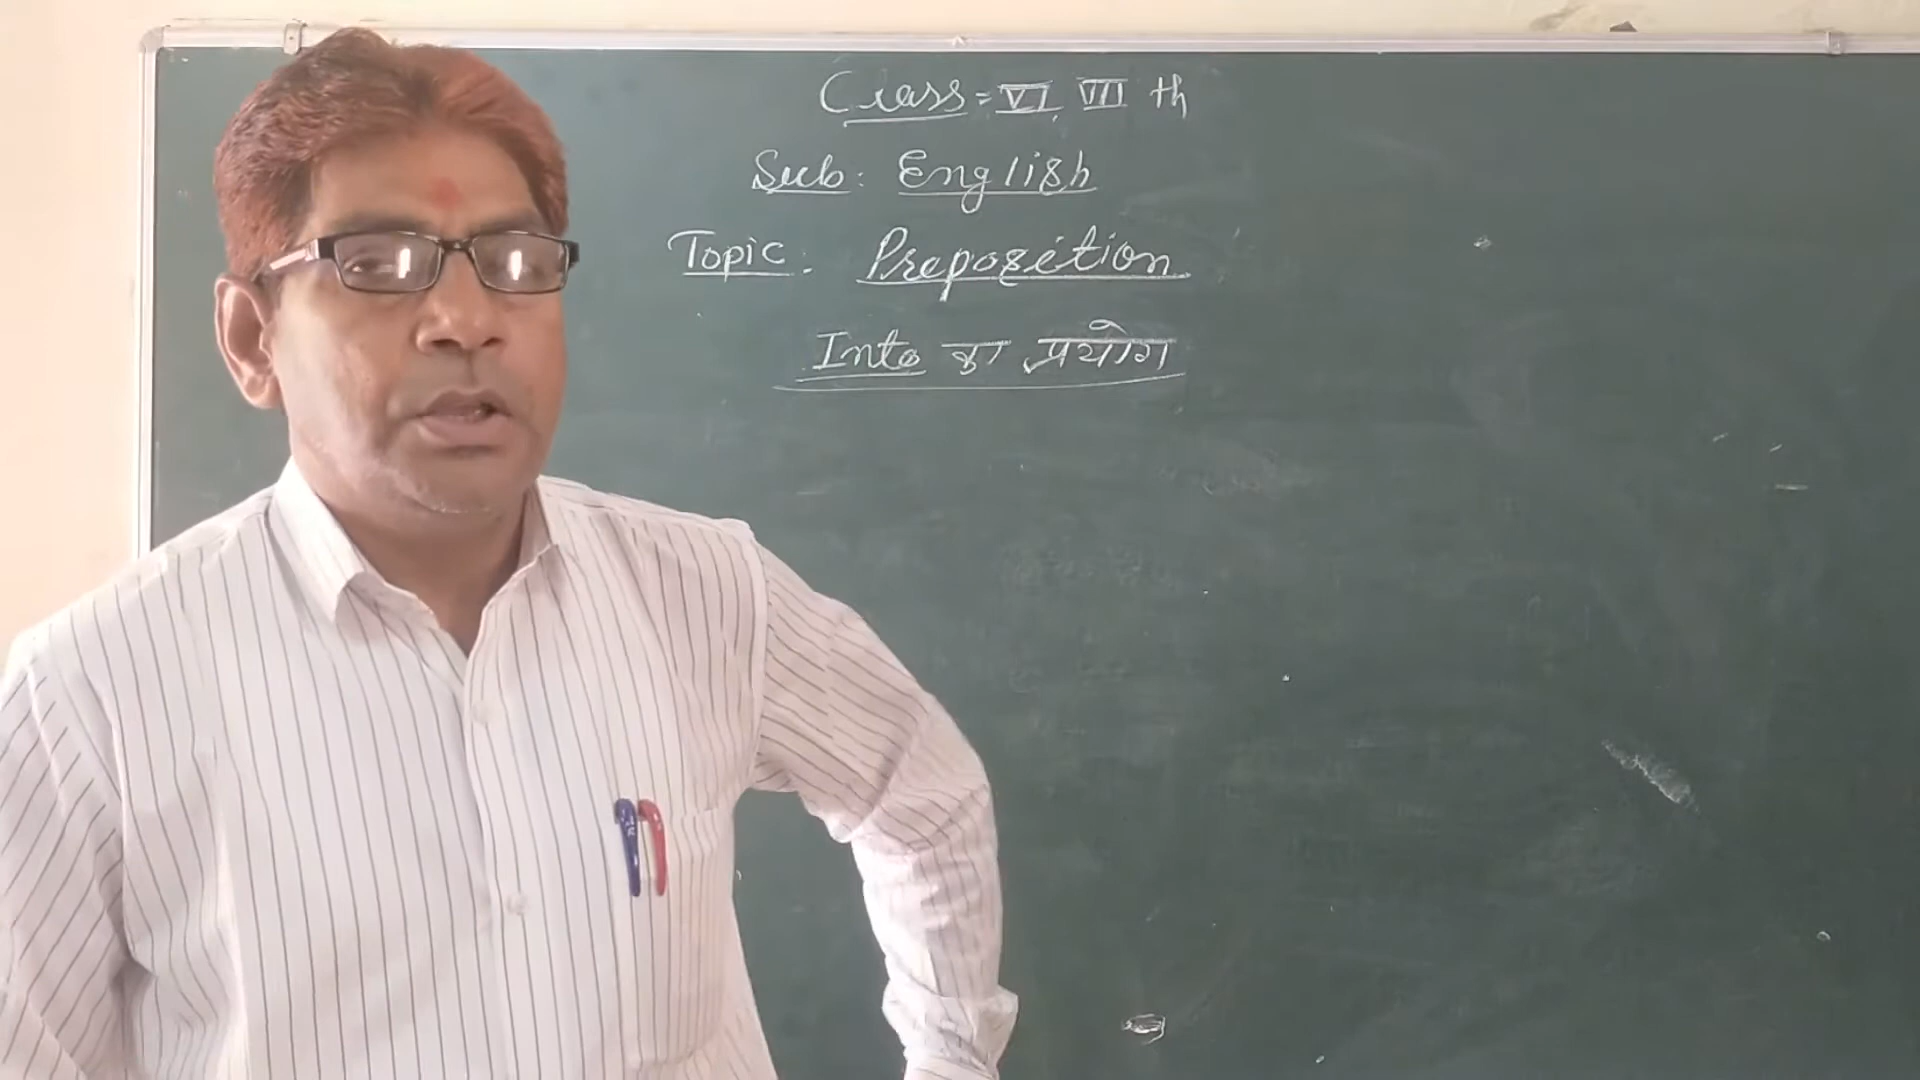 Class = VI, VII th
Sub: English
Topic: Preposition
Into का प्रयोग